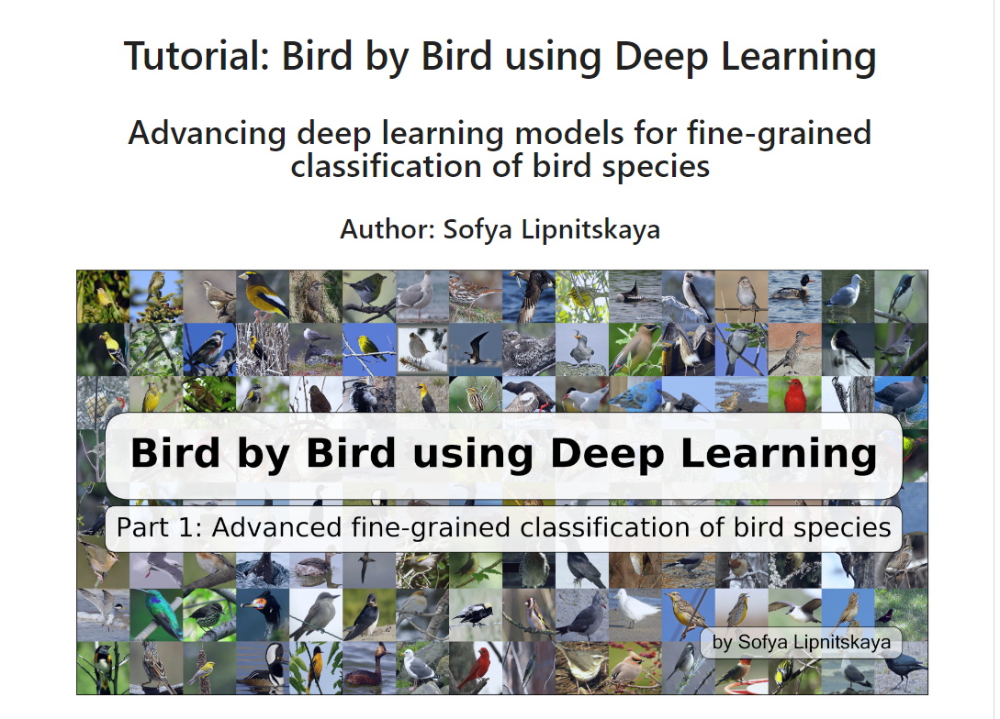 Tutorial: Bird by Bird using Deep Learning
Advancing deep learning models for fine-grained
classification of bird species
Author: Sofya Lipnitskaya
Bird by Bird using Deep Learning
Part 1: Advanced fine-grained classification of bird species
by Sofya Lipnitskaya